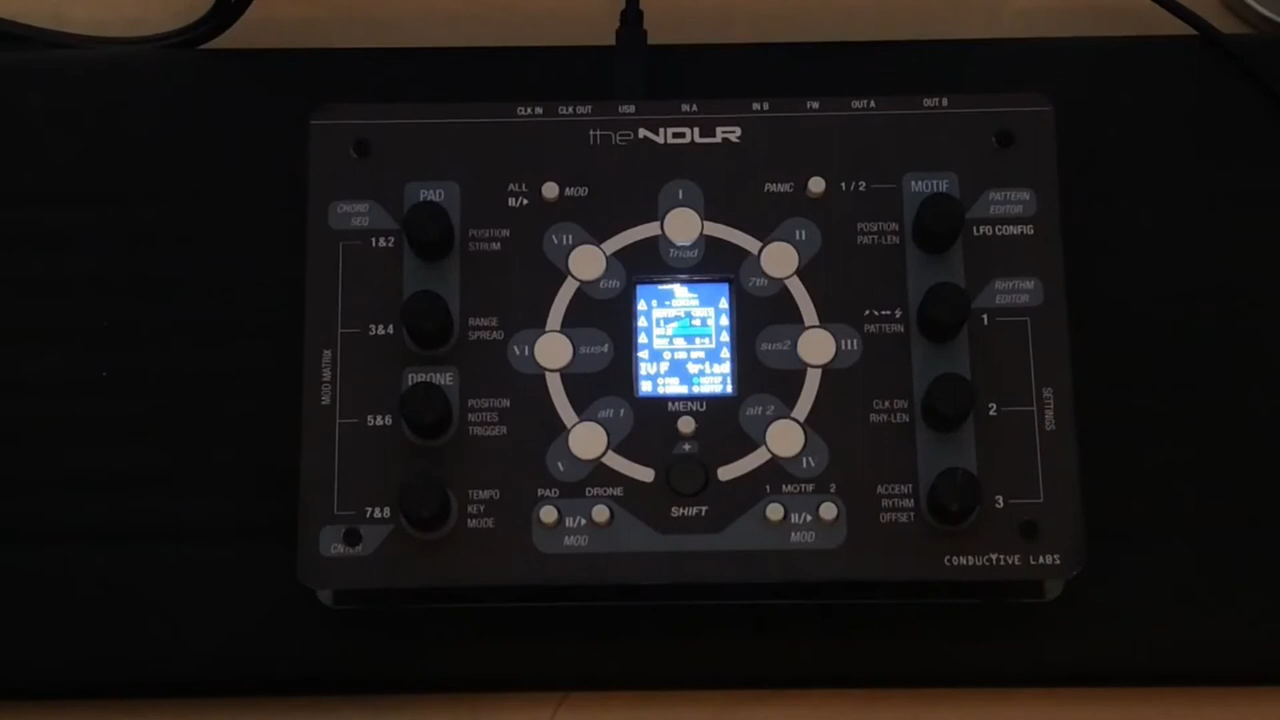 CLK IN CLK OUT USB IN A IN B FW OUT A OUT B
the NDLR
PAD
ALL
MOD
I
PANIC
1 / 2
MOTIF
PATTERN
EDITOR
CHORD
SEQ
1&2
POSITION
STRUM
VII
6th
Triad
II
7th
POSITION
PATT-LEN
LFO CONFIG
RHYTHM
EDITOR
3&4
RANGE
SPREAD
VI
sus4
sus2
III
PATTERN
1
IV F triad
MOD MATRIX
DRONE
5&6
POSITION
NOTES
TRIGGER
alt 1
V
MENU
+
SHIFT
alt 2
IV
CLK DIV
RHY-LEN
2
SETTINGS
7&8
TEMPO
KEY
MODE
PAD DRONE
MOD
1 MOTIF 2
MOD
ACCENT
RYTHM
OFFSET
3
CONDUCTIVE LABS